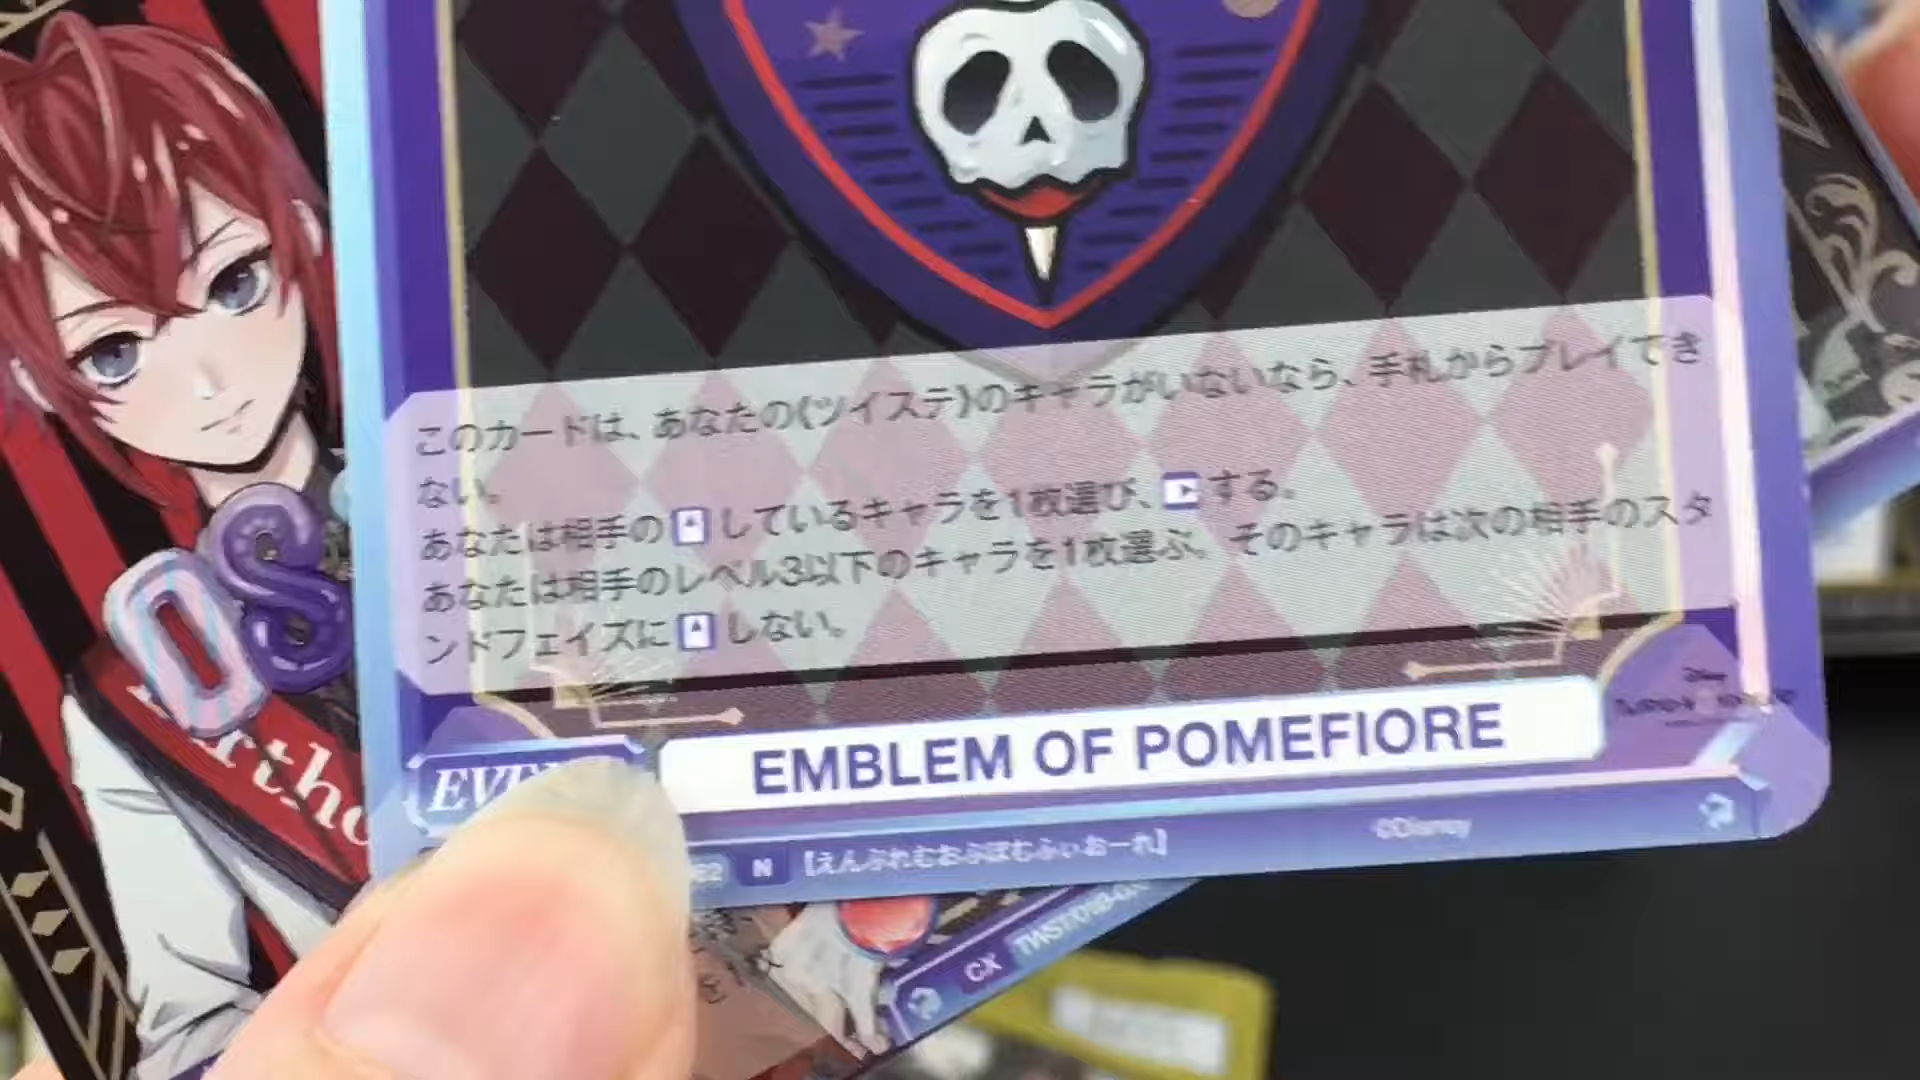 このカードは、あなたの《ツイステ》のキャラがいないなら、手札からプレイでき
ない。
あなたは相手の しているキャラを1枚選び、 する。
あなたは相手のレベル3以下のキャラを1枚選ぶ。そのキャラは次の相手のスタ
ンドフェイズに しない。
EMBLEM OF POMEFIORE
62 N 【えんぶれむおぶぽむふぃおーれ】 ©Disney
CX